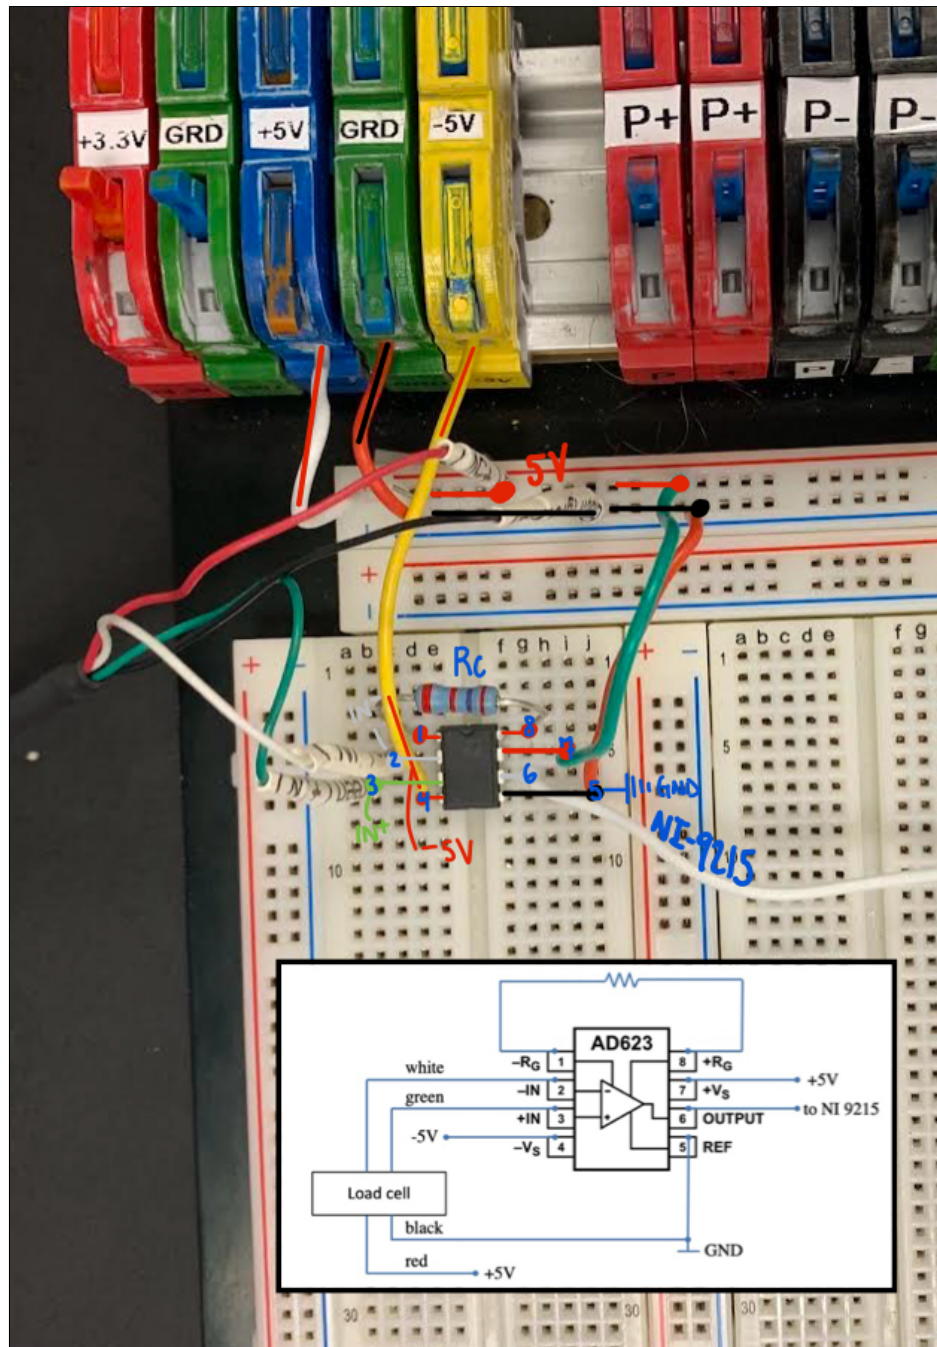 +3.3V
GRD
+5V
GRD
-5V
P+
P+
P-
P-
-5V
P
P
5V
+
-
+
-
a b c d e
f g h i j
+
-
a b c d e
f g
+
-
1
1
1
Rc
1
8
2
7
3
6
4
5
5
5
GND
IN+
-5V
NI-9215
10
10
AD623
-RG
1
8
+RG
white
-IN
2
7
+VS
+5V
green
+IN
3
6
OUTPUT
to NI 9215
-5V
-VS
4
5
REF
Load cell
black
GND
red
+5V
30
30
30